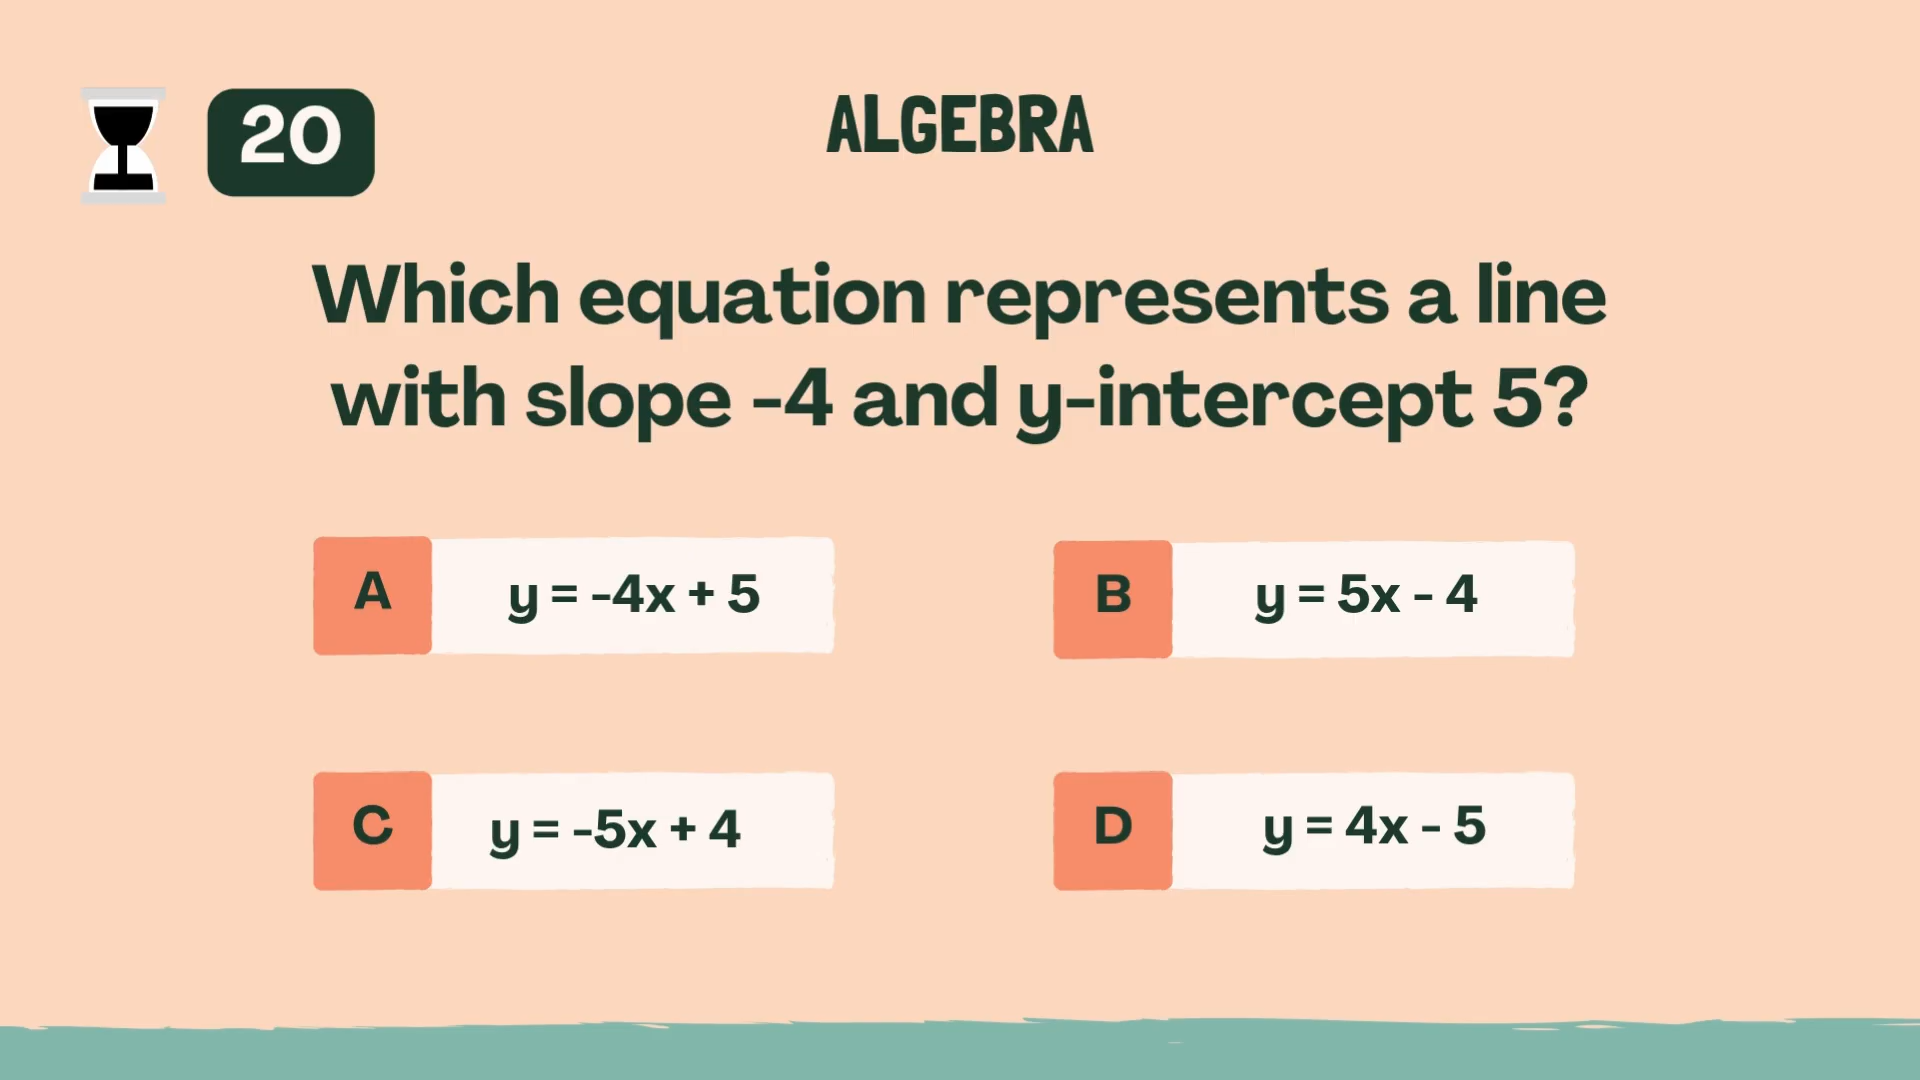 20
ALGEBRA
Which equation represents a line
with slope -4 and y-intercept 5?
A y = -4x + 5
B y = 5x - 4
C y = -5x + 4
D y = 4x - 5